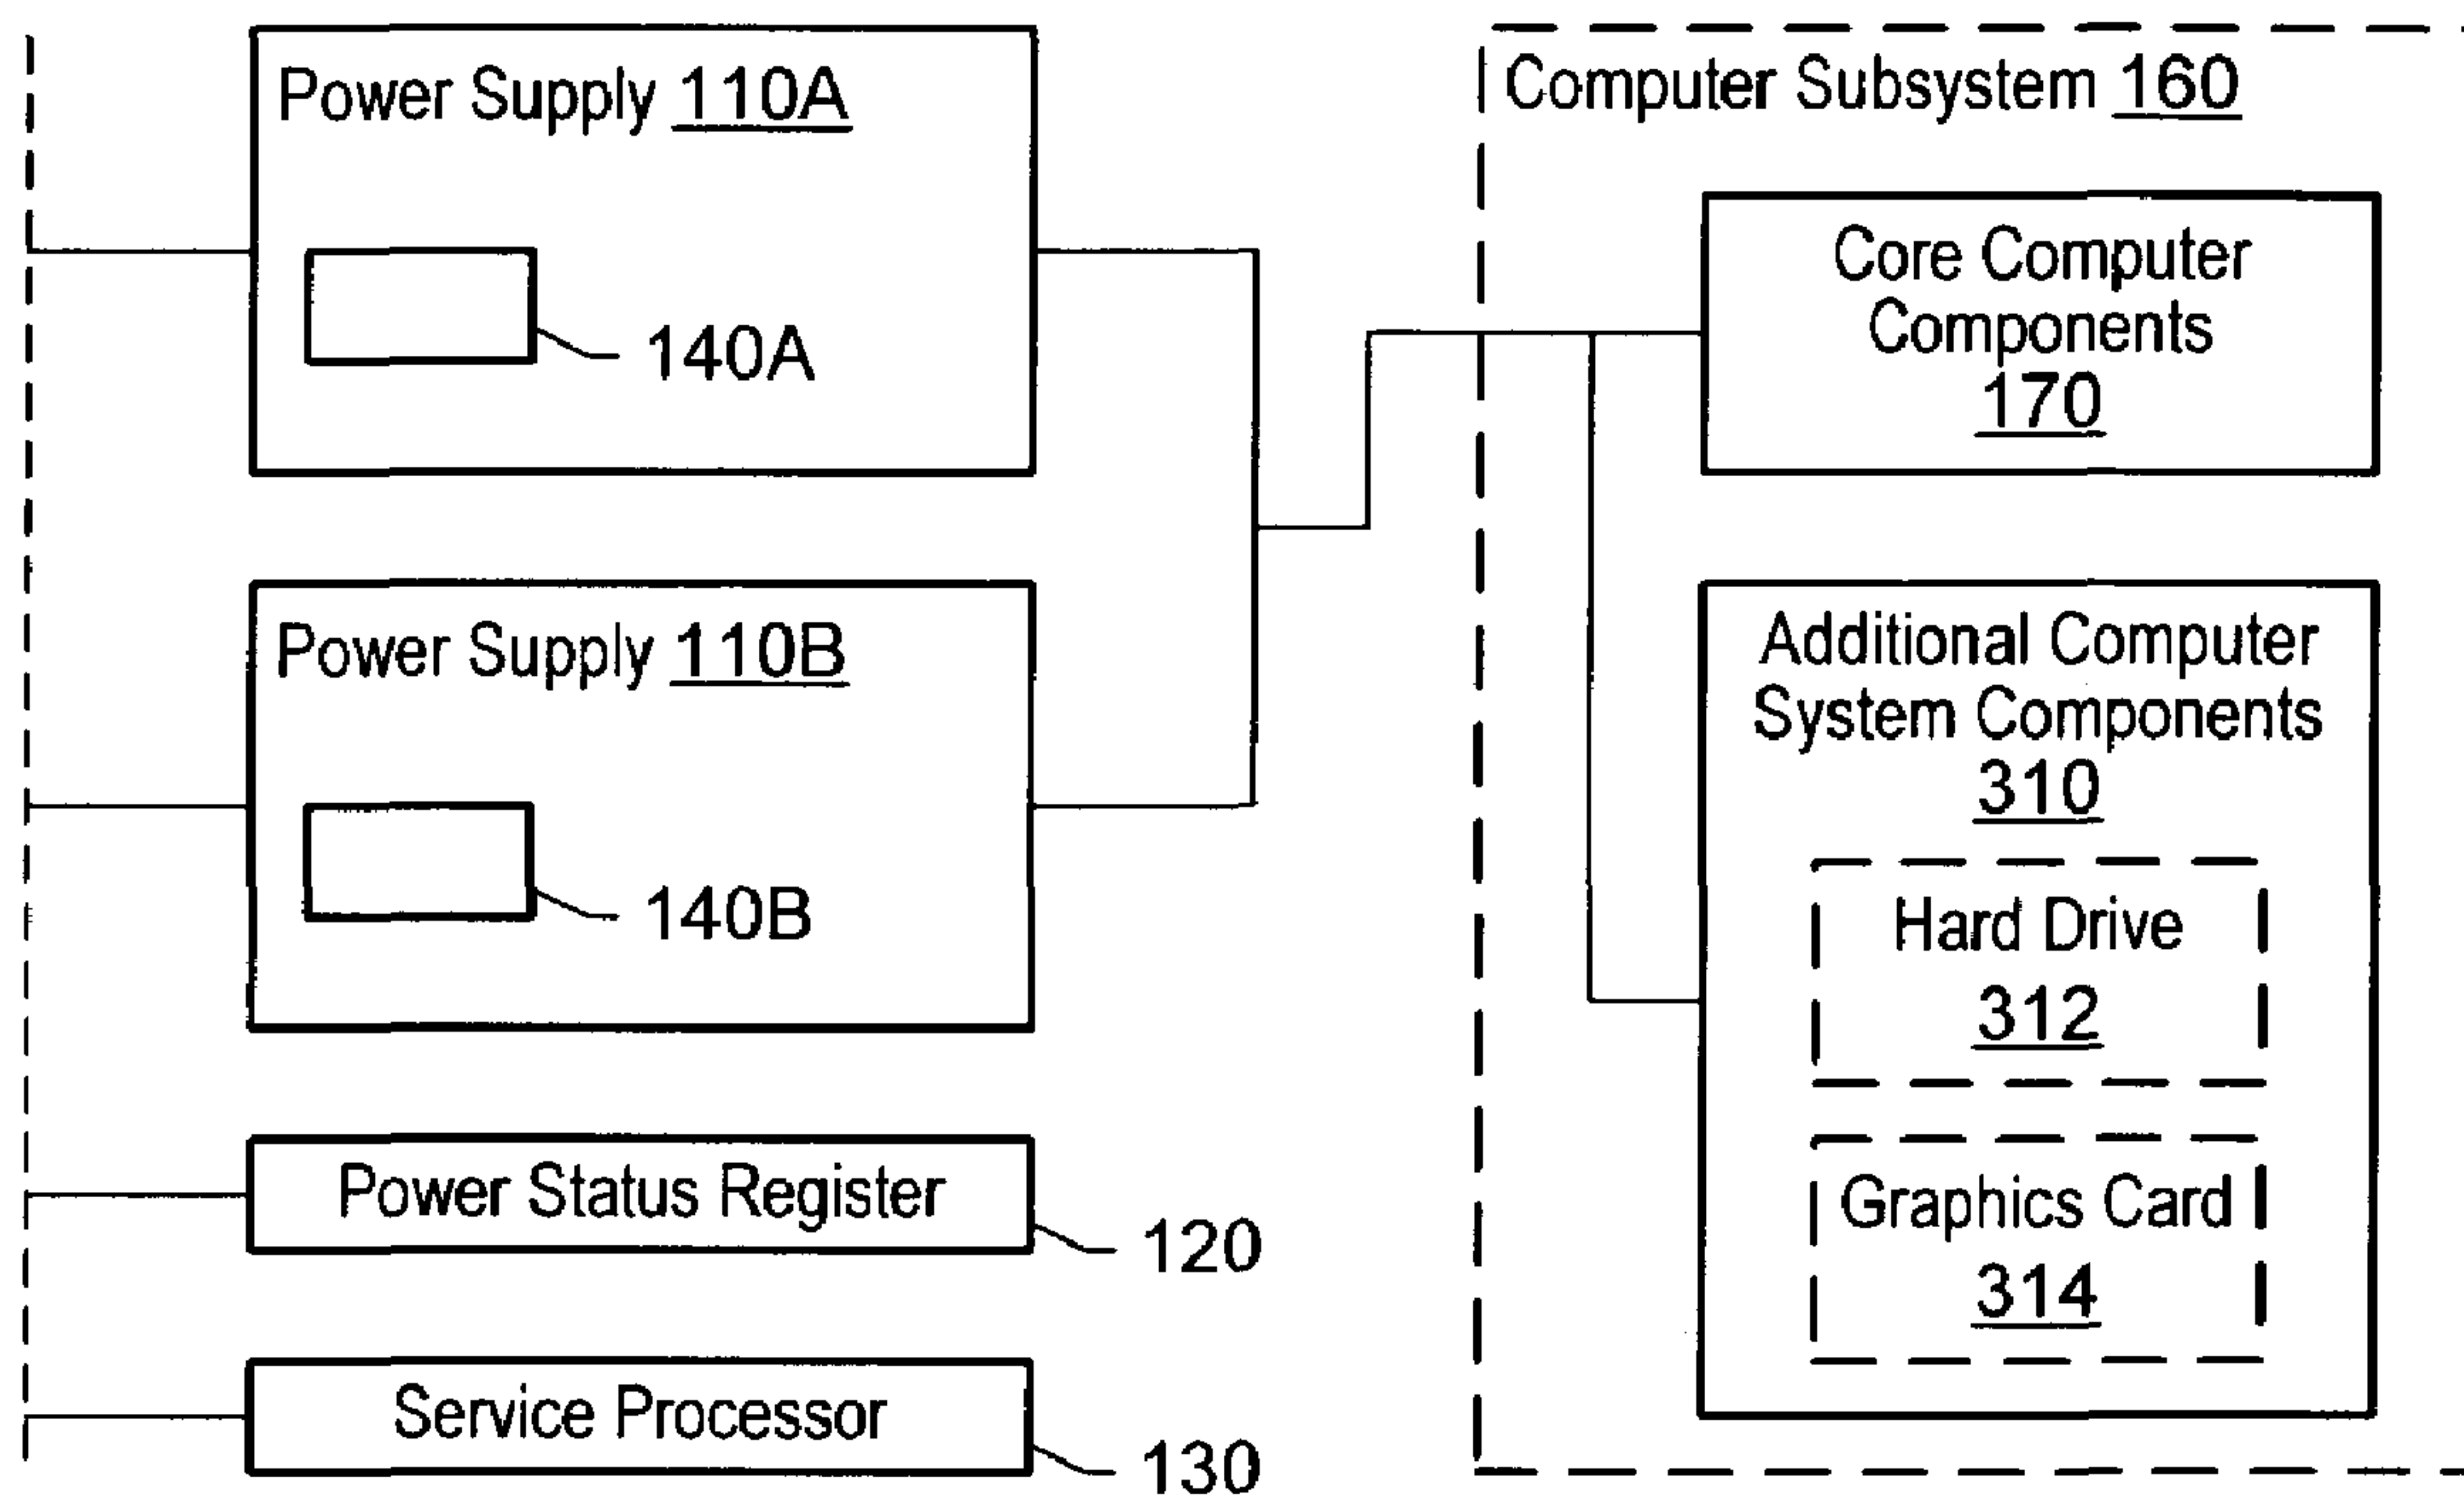 Power Supply 110A
140A
Power Supply 110B
140B
Power Status Register
120
Service Processor
130
Computer Subsystem 160
Core Computer
Components
170
Additional Computer
System Components
310
Hard Drive
312
Graphics Card
314